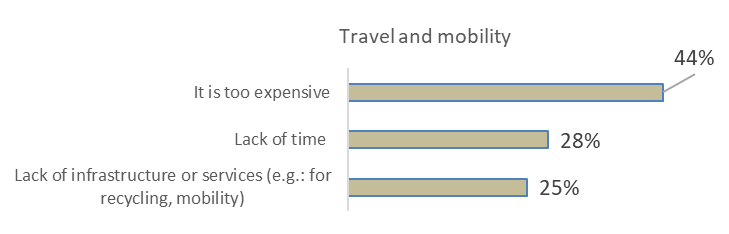 Travel and mobility
44%
It is too expensive
Lack of time
28%
Lack of infrastructure or services (e.g.: for
recycling, mobility)
25%